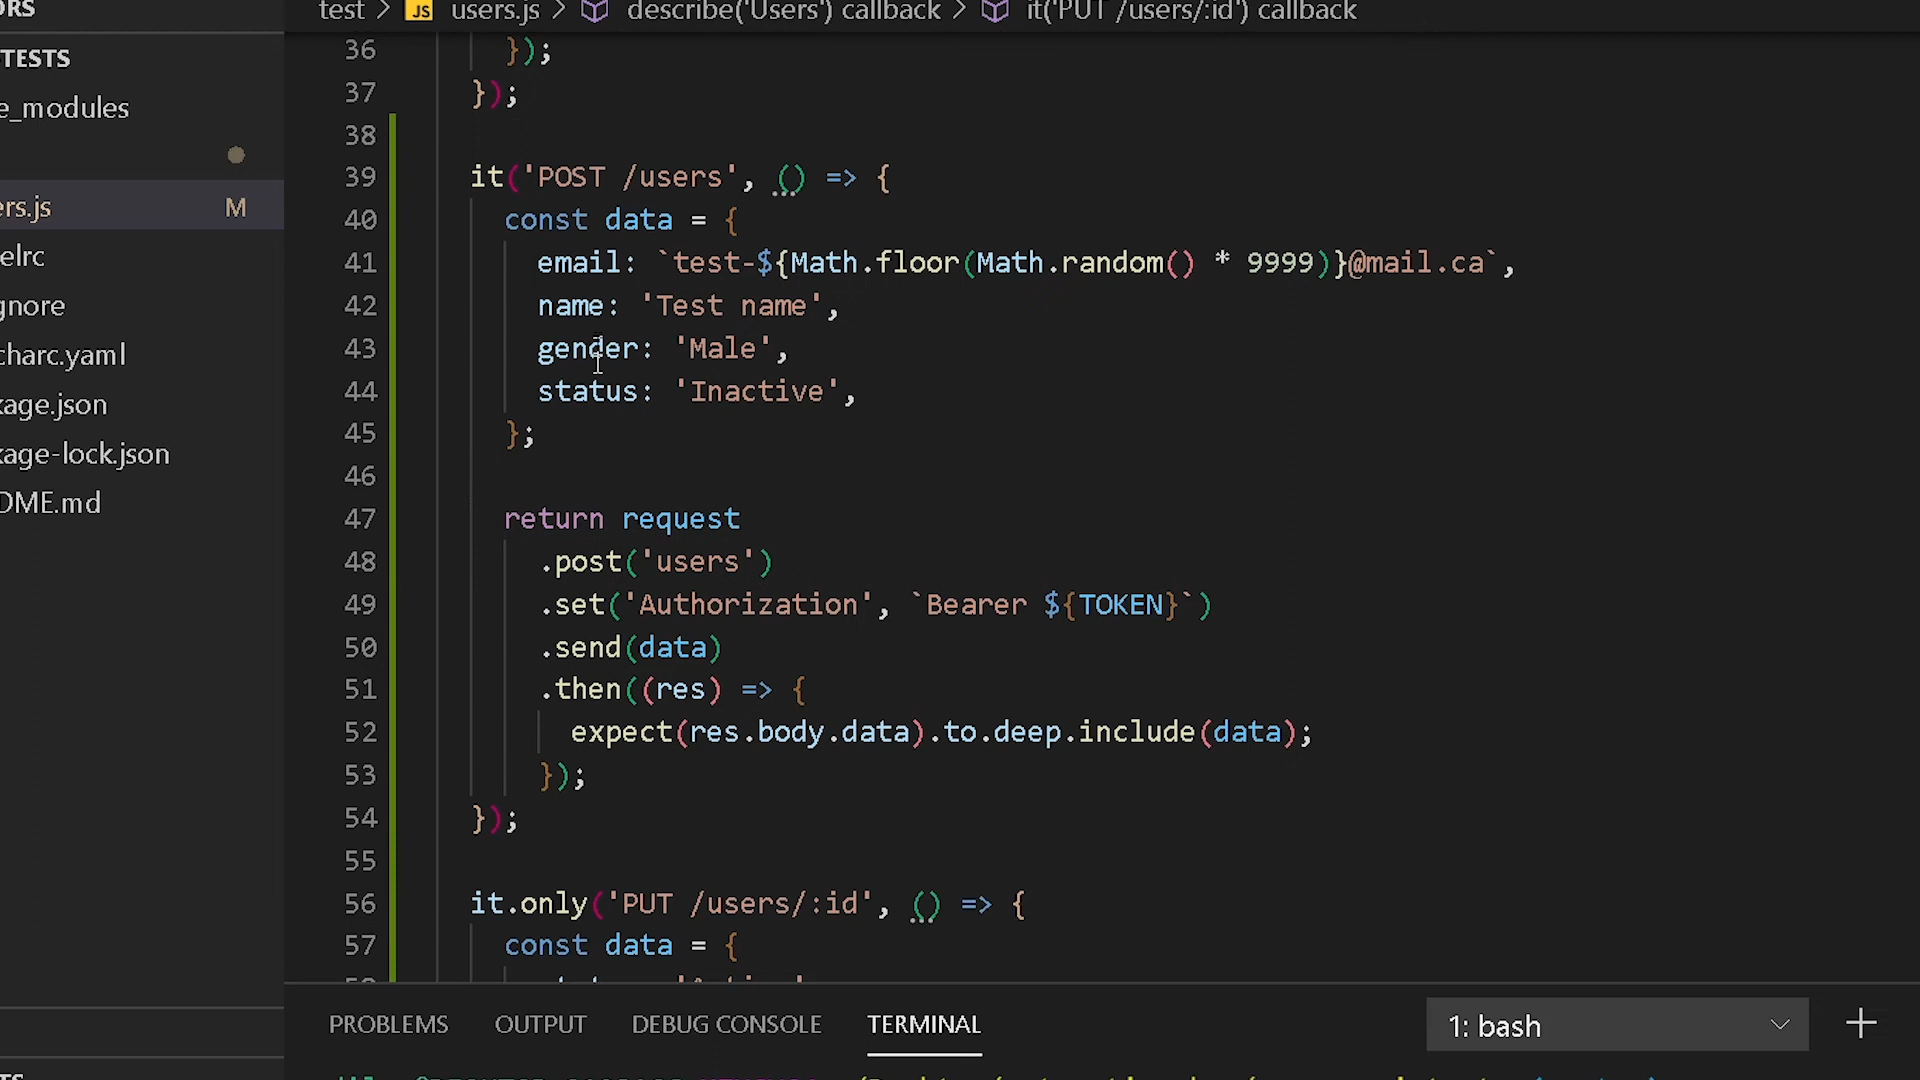 ORS
test > JS users.js > describe('Users') callback > it('PUT /users/:id') callback
TESTS
e_modules
ers.js M
elrc
gnore
charc.yaml
kage.json
kage-lock.json
DME.md
36 });
37 });
38
39 it('POST /users', () => {
40 const data = {
41 email: `test-${Math.floor(Math.random() * 9999)}@mail.ca`,
42 name: 'Test name',
43 gender: 'Male',
44 status: 'Inactive',
45 };
46
47 return request
48 .post('users')
49 .set('Authorization', `Bearer ${TOKEN}`)
50 .send(data)
51 .then((res) => {
52 expect(res.body.data).to.deep.include(data);
53 });
54 });
55
56 it.only('PUT /users/:id', () => {
57 const data = {
PROBLEMS OUTPUT DEBUG CONSOLE TERMINAL 1: bash